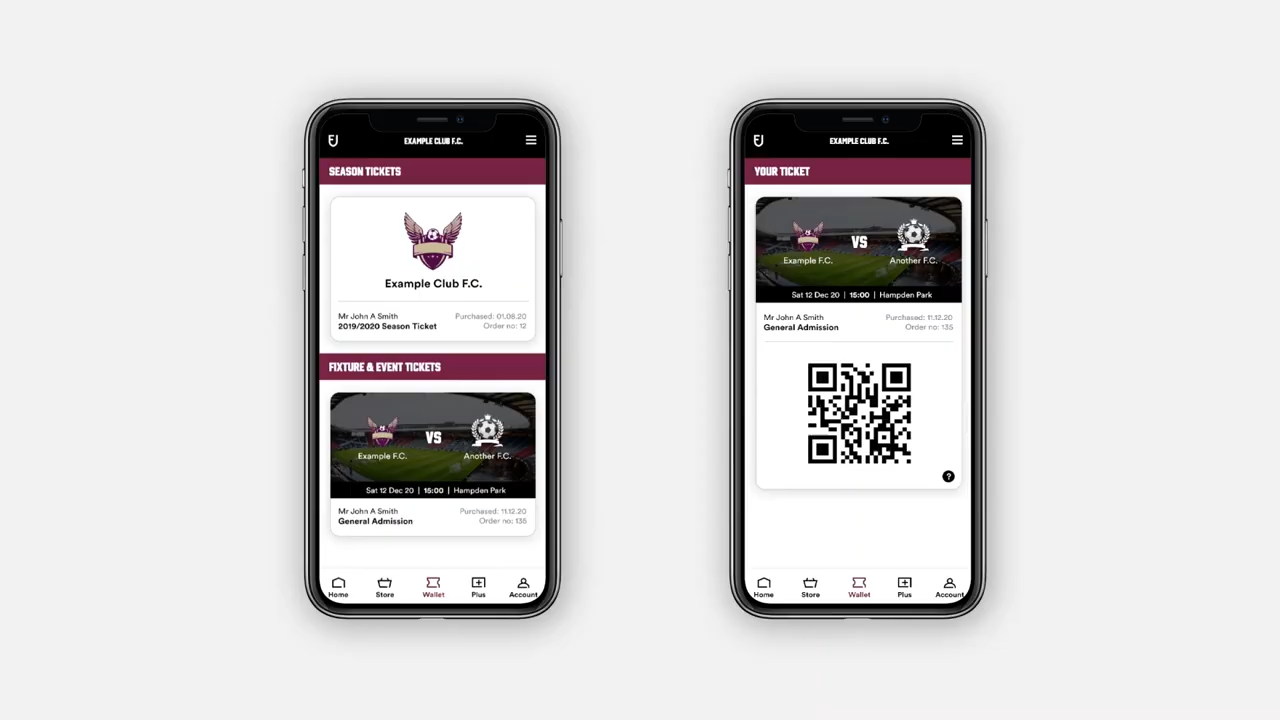 EXAMPLE CLUB F.C.
SEASON TICKETS
Example Club F.C.
Mr John A Smith
Purchased: 01.08.20
2019/2020 Season Ticket
Order no: 12
FIXTURE & EVENT TICKETS
VS
Example F.C.
Another F.C.
Sat 12 Dec 20 | 15:00 | Hampden Park
Mr John A Smith
Purchased: 11.12.20
General Admission
Order no: 135
Home
Store
Wallet
Plus
Account
EXAMPLE CLUB F.C.
YOUR TICKET
VS
Example F.C.
Another F.C.
Sat 12 Dec 20 | 15:00 | Hampden Park
Mr John A Smith
Purchased: 11.12.20
General Admission
Order no: 135
?
Home
Store
Wallet
Plus
Account